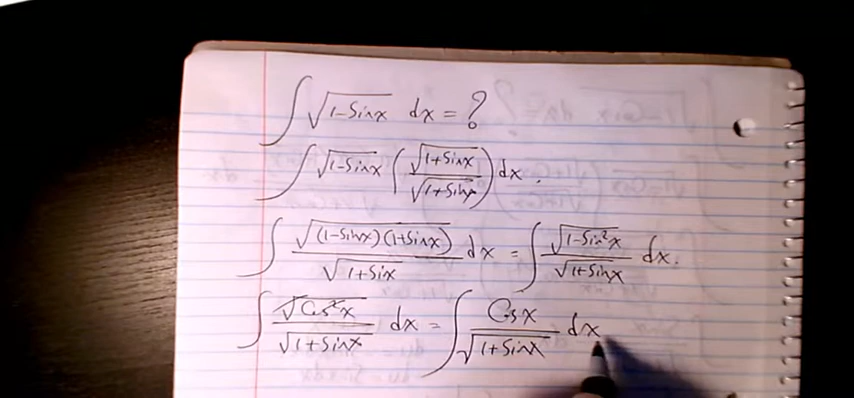 ∫ √(1-Sinx) dx = ?
∫ √(1-Sinx) (√(1+Sinx)/√(1+Sinx)) dx.
∫ √((1-Sinx)(1+Sinx))/√(1+Sinx) dx = ∫ √(1-Sin²x)/√(1+Sinx) dx.
∫ √(Cos²x)/√(1+Sinx) dx = ∫ Cosx/√(1+Sinx) dx